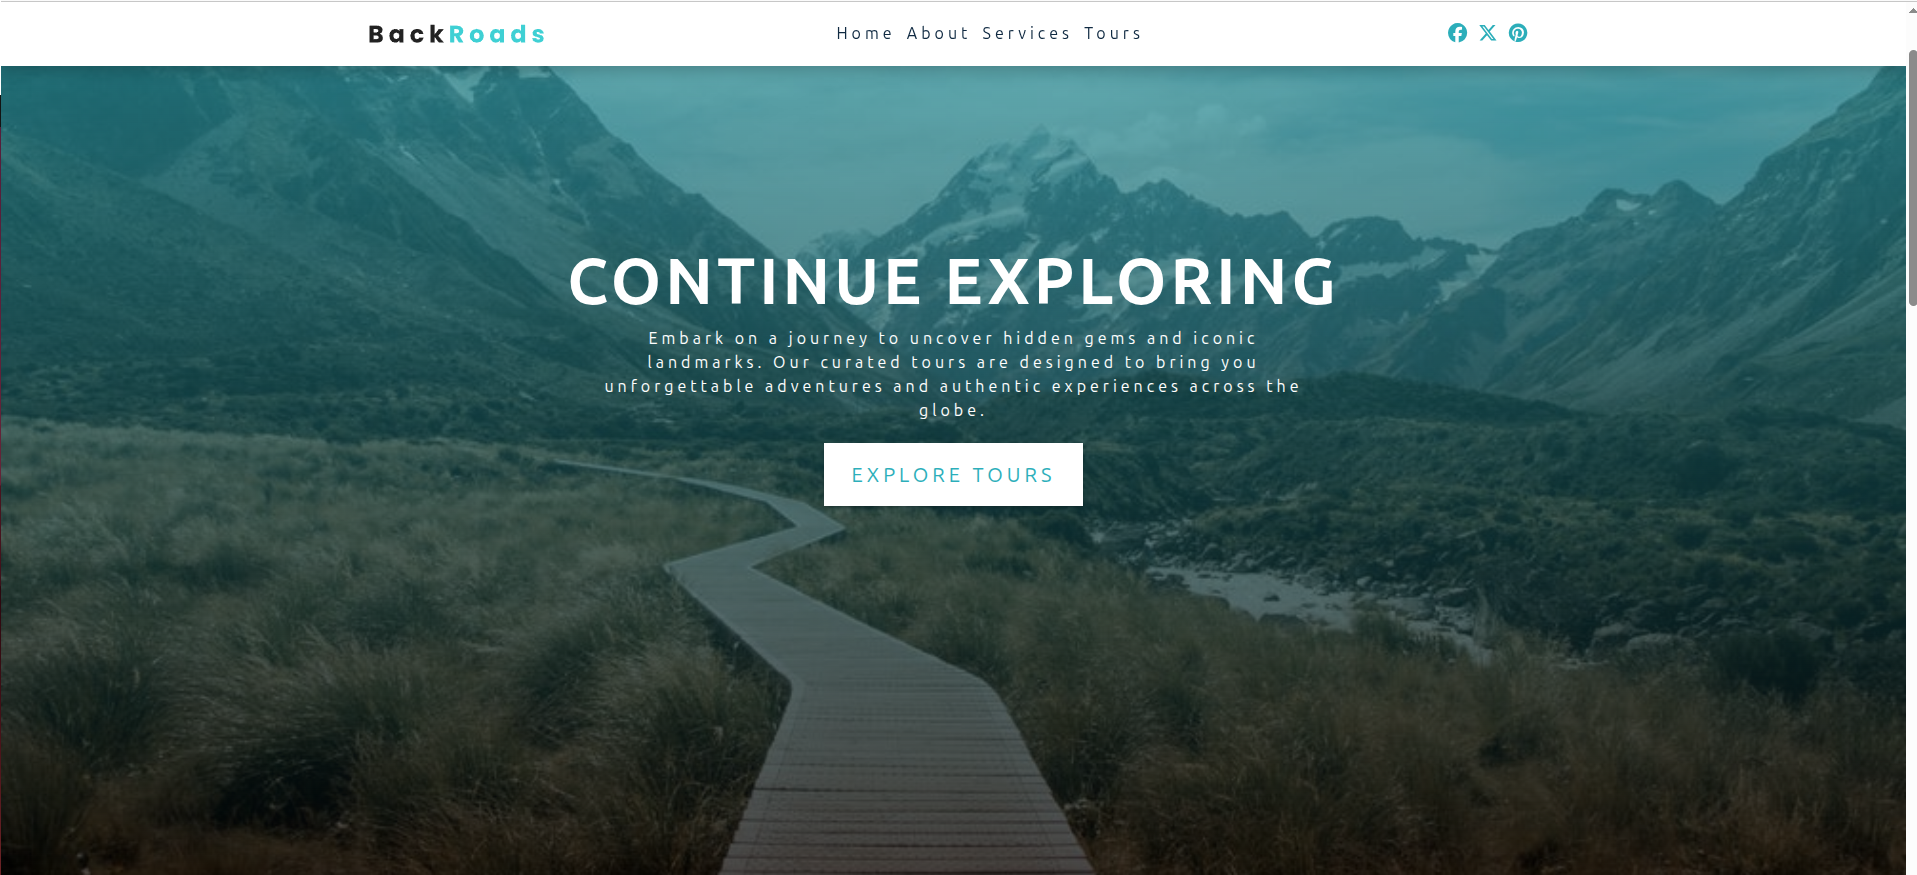 BackRoads
Home About Services Tours
CONTINUE EXPLORING
Embark on a journey to uncover hidden gems and iconic
landmarks. Our curated tours are designed to bring you
unforgettable adventures and authentic experiences across the
globe.
EXPLORE TOURS